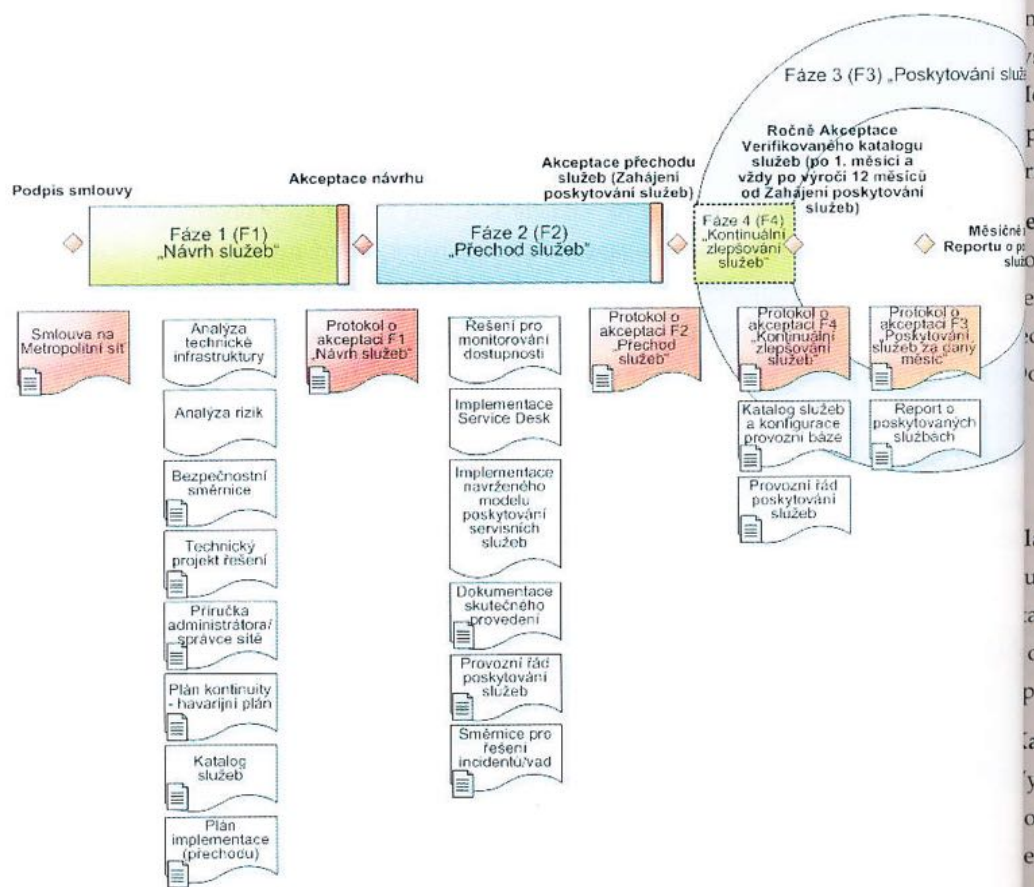 Fáze 3 (F3) „Poskytování
Ročně Akceptace
Verifikovaného katalogu
služeb (po 1. měsíci a
vždy po výročí 12 měsíců
od Zahájení poskytování
služeb)
Podpis smlouvy
Akceptace návrhu
Akceptace přechodu
služeb (Zahájení
poskytování služeb)
Fáze 1 (F1)
„Návrh služeb“
Fáze 2 (F2)
„Přechod služeb“
Fáze 4 (F4)
„Kontinuální
zlepšování
služeb“
Měsíčně
Reportu o
Smlouva na
Metropolitní síť
Analýza
technické
infrastruktury
Analýza rizik
Bezpečnostní
směrnice
Technický
projekt řešení
Příručka
administrátora/
správce sítě
Plán kontinuity
- havarijní plán
Katalog
služeb
Plán
implementace
(přechodu)
Protokol o
akceptaci F1
„Návrh služeb“
Řešení pro
monitorování
dostupnosti
Implementace
Service Desk
Implementace
navrženého
modelu
poskytování
servisních
služeb
Dokumentace
skutečného
provedení
Provozní řád
poskytování
služeb
Směrnice pro
řešení
incidentů/vad
Protokol o
akceptaci F2
„Přechod
služeb“
Protokol o
akceptaci F4
„Kontinuální
zlepšování
služeb“
Katalog služeb
a konfigurace
provozní báze
Provozní řád
poskytování
služeb
Protokol o
akceptaci F3
„Poskytování
služeb za daný
měsíc“
Report o
poskytovaných
službách